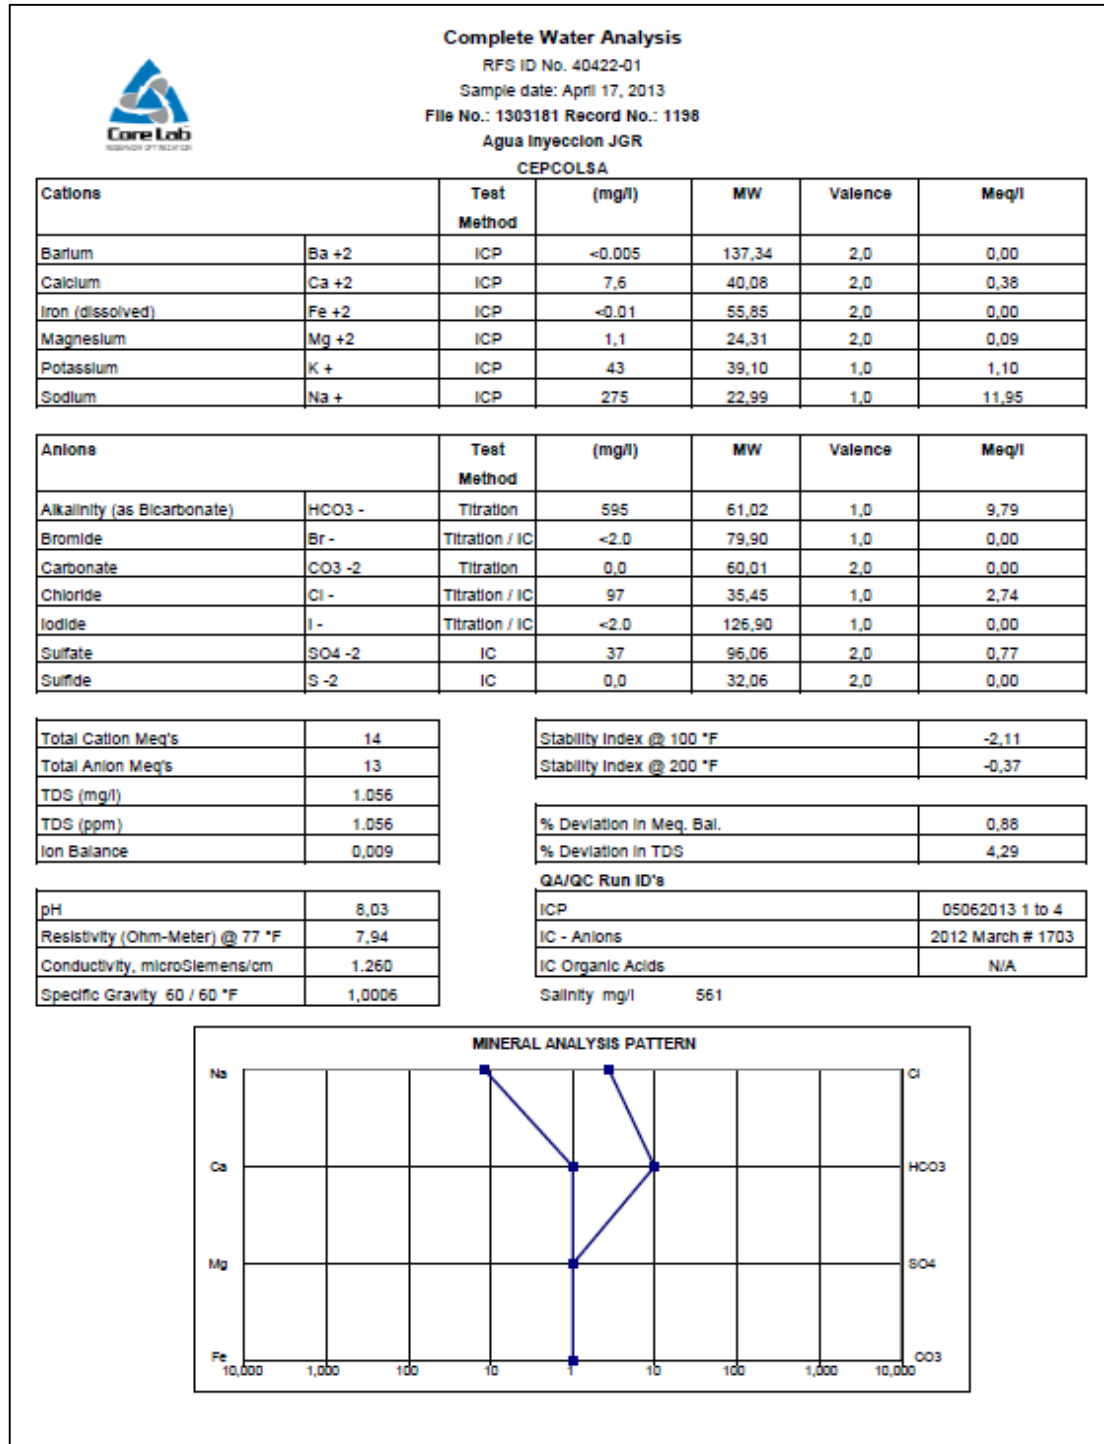 Complete Water Analysis
RFS ID No. 40422-01
Sample date: April 17, 2013
File No.: 1303181 Record No.: 1198
Agua Inyeccion JGR
CEPCOLSA
Core Lab
RESERVOIR OPTIMIZATION
Cations Test Method (mg/l) MW Valence Meq/l
Barium Ba +2 ICP <0.005 137,34 2,0 0,00
Calcium Ca +2 ICP 7,6 40,08 2,0 0,38
Iron (dissolved) Fe +2 ICP <0.01 55,85 2,0 0,00
Magnesium Mg +2 ICP 1,1 24,31 2,0 0,09
Potassium K + ICP 43 39,10 1,0 1,10
Sodium Na + ICP 275 22,99 1,0 11,95
Anions Test Method (mg/l) MW Valence Meq/l
Alkalinity (as Bicarbonate) HCO3 - Titration 595 61,02 1,0 9,79
Bromide Br - Titration / IC <2.0 79,90 1,0 0,00
Carbonate CO3 -2 Titration 0,0 60,01 2,0 0,00
Chloride Cl - Titration / IC 97 35,45 1,0 2,74
Iodide I - Titration / IC <2.0 126,90 1,0 0,00
Sulfate SO4 -2 IC 37 96,06 2,0 0,77
Sulfide S -2 IC 0,0 32,06 2,0 0,00
Total Cation Meq's 14
Total Anion Meq's 13
TDS (mg/l) 1.056
TDS (ppm) 1.056
Ion Balance 0,009
Stability Index @ 100 °F -2,11
Stability Index @ 200 °F -0,37
% Deviation in Meq. Bal. 0,88
% Deviation in TDS 4,29
pH 8,03
Resistivity (Ohm-Meter) @ 77 °F 7,94
Conductivity, microSiemens/cm 1.260
Specific Gravity 60 / 60 °F 1,0006
QA/QC Run ID's
ICP 05062013 1 to 4
IC - Anions 2012 March # 1703
IC Organic Acids N/A
Salinity mg/l 561
MINERAL ANALYSIS PATTERN
Na Cl
Ca HCO3
Mg SO4
Fe CO3
10,000 1,000 100 10 1 10 100 1,000 10,000